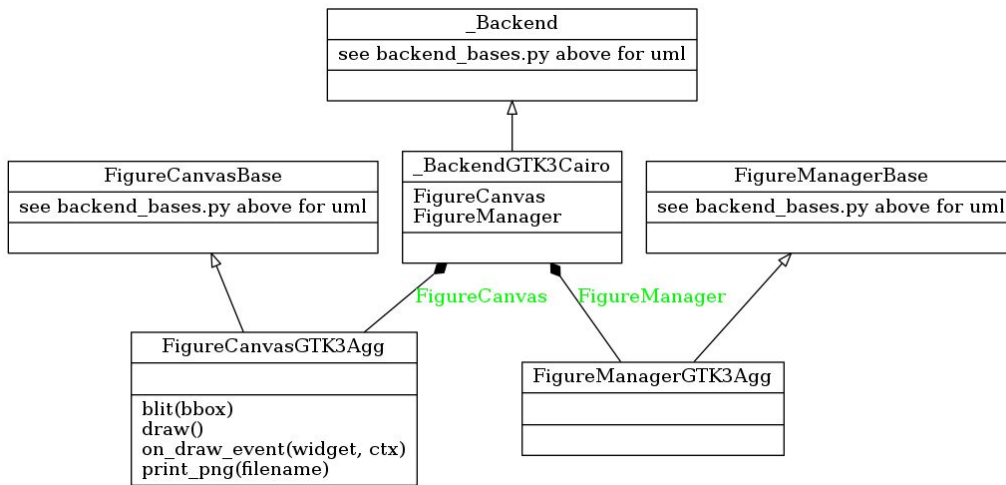 _Backend
see backend_bases.py above for uml
_BackendGTK3Cairo
FigureCanvas
FigureManager
FigureCanvasBase
see backend_bases.py above for uml
FigureManagerBase
see backend_bases.py above for uml
FigureCanvas
FigureManager
FigureCanvasGTK3Agg
blit(bbox)
draw()
on_draw_event(widget, ctx)
print_png(filename)
FigureManagerGTK3Agg